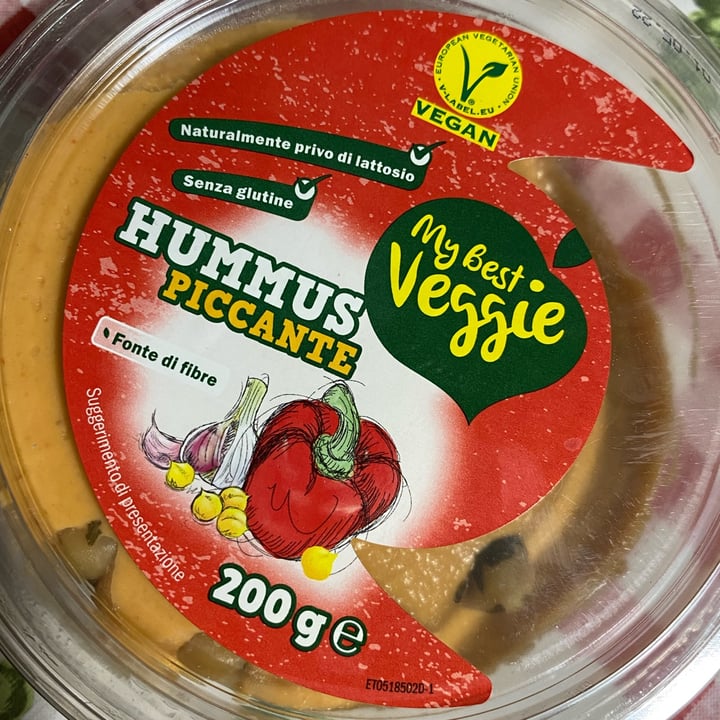 EUROPEAN VEGETARIAN UNION
V-LABEL.EU
VEGAN
Naturalmente privo di lattosio
Senza glutine
My Best
Veggie
HUMMUS
PICCANTE
Fonte di fibre
Suggerimento di presentazione
200 g e
ET0518502D-1